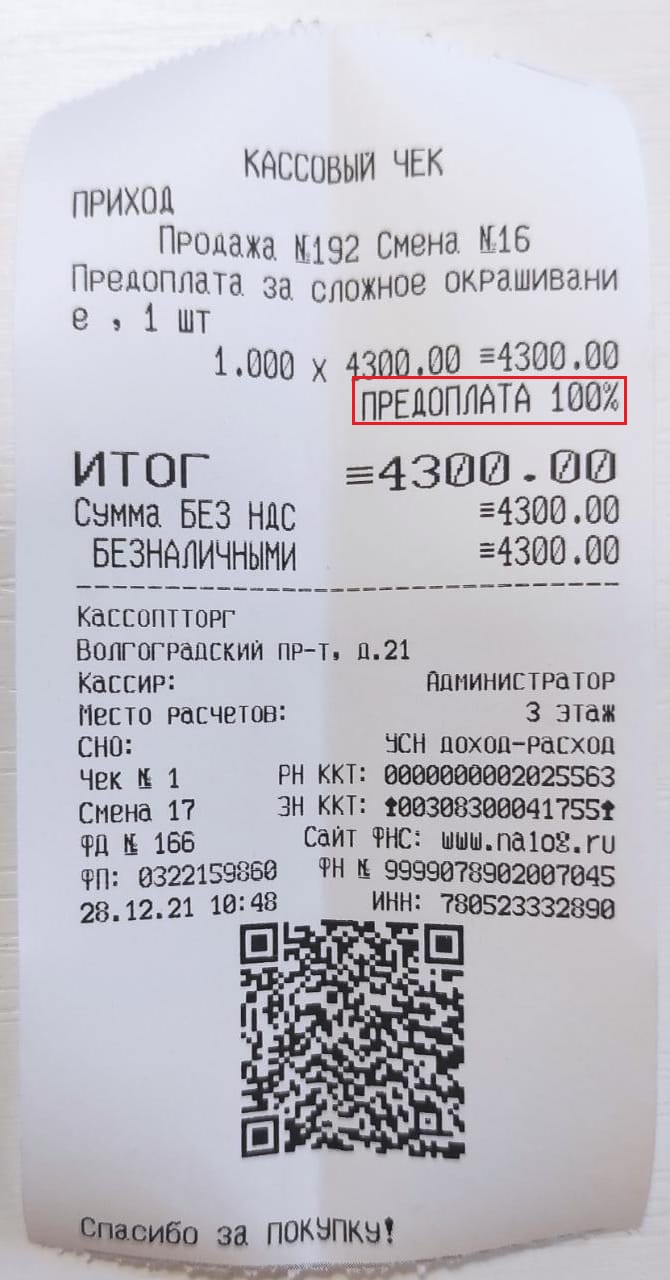 КАССОВЫЙ ЧЕК
ПРИХОД
Продажа №192 Смена №16
Предоплата за сложное окрашивани
е , 1 шт
1.000 х 4300.00 ≡4300.00
ПРЕДОПЛАТА 100%
ИТОГ ≡4300.00
Сумма БЕЗ НДС ≡4300.00
БЕЗНАЛИЧНЫМИ ≡4300.00
Кассоптторг
Волгоградский пр-т, д.21
Кассир: Администратор
Место расчетов: 3 этаж
СНО: УСН доход-расход
Чек № 1 РН ККТ: 0000000002025563
Смена 17 ЗН ККТ: ⇞00308300041755⇞
ФД № 166 Сайт ФНС: www.nalog.ru
ФП: 0322159860 ФН № 9999078902007045
28.12.21 10:48 ИНН: 780523332890
Спасибо за ПОКУПКУ!